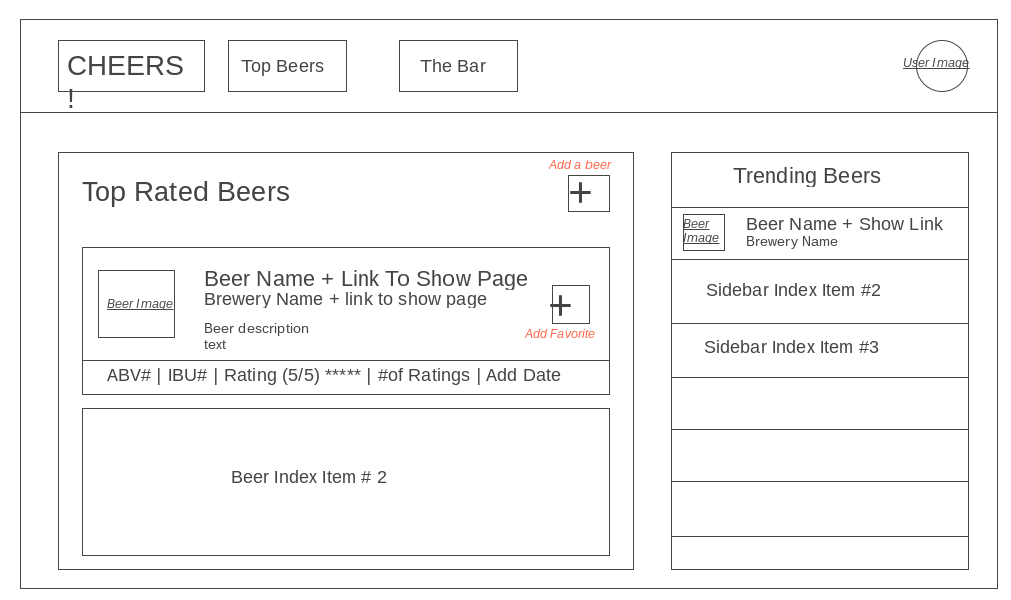 CHEERS
!
Top Beers
The Bar
User Image
Add a beer
+
Top Rated Beers
Beer Image
Beer Name + Link To Show Page
Brewery Name + link to show page
Beer description
text
+
Add Favorite
ABV# | IBU# | Rating (5/5) ***** | #of Ratings | Add Date
Beer Index Item # 2
Trending Beers
Beer
Image
Beer Name + Show Link
Brewery Name
Sidebar Index Item #2
Sidebar Index Item #3